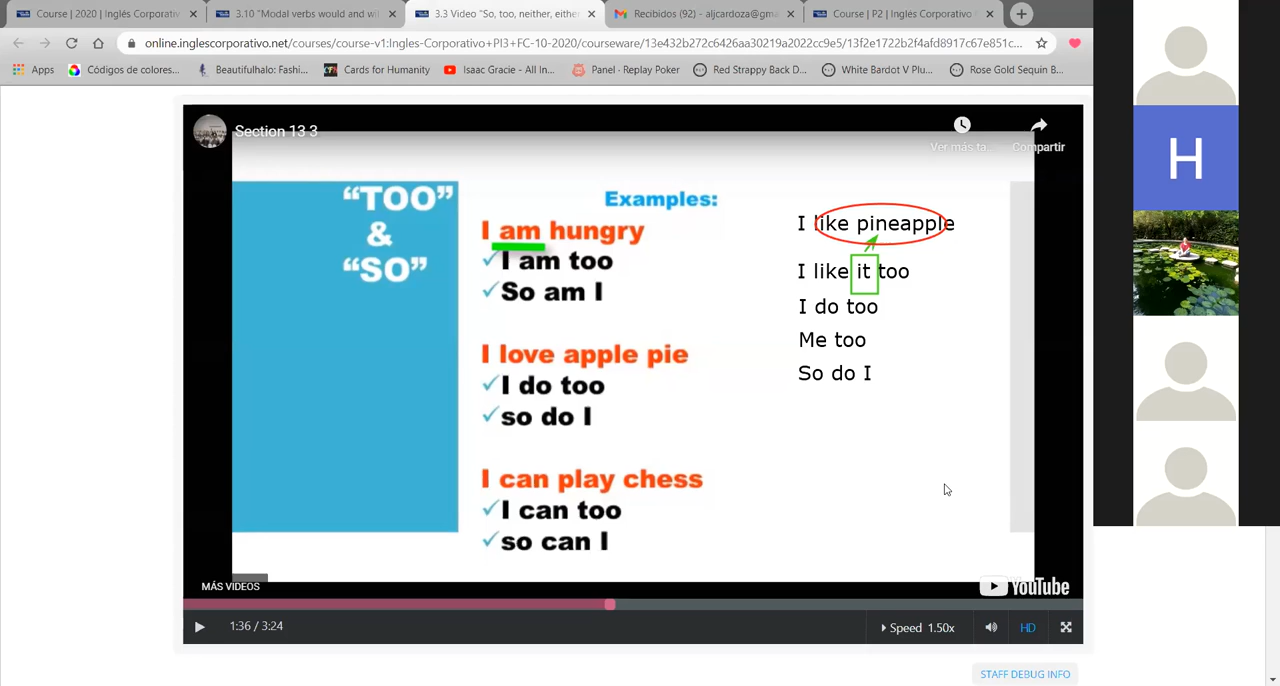 Course | 2020 | Inglés Corporativo
3.10 "Modal verbs would and wi
3.3 Video "So, too, neither, either
Recibidos (92) - aljcardoza@gma
Course | P2 | Inglés Corporativo
online.inglescorporativo.net/courses/course-v1:Ingles-Corporativo+PI3+FC-10-2020/courseware/13e432b272c6426aa30219a2022cc9e5/13f2e1722b2f4afd8917c67e851c...
Apps
Códigos de colores...
Beautifulhalo: Fashi...
Cards for Humanity
Isaac Gracie - All In...
Panel · Replay Poker
Red Strappy Back D...
White Bardot V Plu...
Rose Gold Sequin B...
Section 13 3
Ver más ta...
Compartir
H
"TOO"
&
"SO"
Examples:
I am hungry
I am too
So am I
I love apple pie
I do too
so do I
I can play chess
I can too
so can I
I like pineapple
I like it too
I do too
Me too
So do I
MÁS VIDEOS
YouTube
1:36 / 3:24
Speed 1.50x
HD
STAFF DEBUG INFO